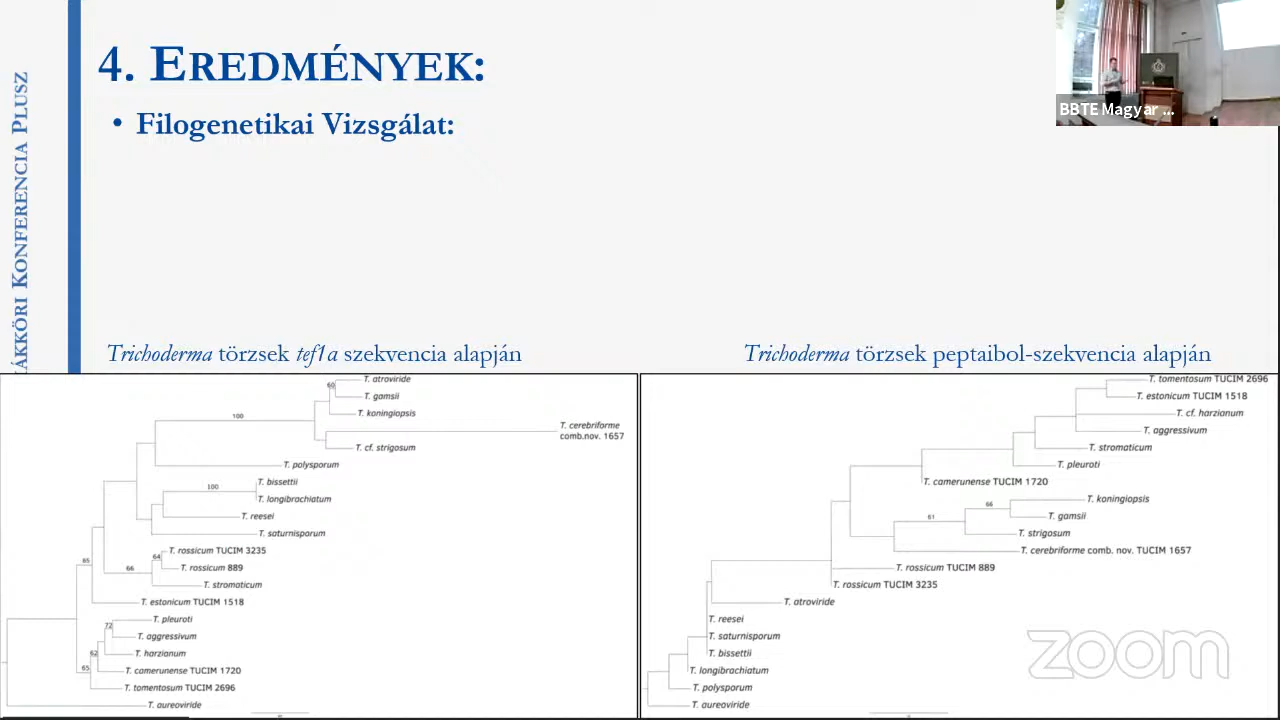 4. EREDMÉNYEK:
• Filogenetikai Vizsgálat:
ÁKKÖRI KONFERENCIA PLUSZ
BBTE Magyar ...
Trichoderma törzsek tef1a szekvencia alapján
T. atroviride
60
T. gamsii
T. koningiopsis
100
T. cerebriforme
comb.nov. 1657
T. cf. strigosum
T. polysporum
T. bissettii
100
T. longibrachiatum
T. reesei
T. saturnisporum
T. rossicum TUCIM 3235
64
65
66
T. rossicum 889
T. stromaticum
T. estonicum TUCIM 1518
T. pleuroti
72
T. aggressivum
62
T. harzianum
65
T. camerunense TUCIM 1720
T. tomentosum TUCIM 2696
T. aureoviride
Trichoderma törzsek peptaibol-szekvencia alapján
T. tomentosum TUCIM 2696
T. estonicum TUCIM 1518
T. cf. harzianum
T. aggressivum
T. stromaticum
T. pleuroti
T. camerunense TUCIM 1720
T. koningiopsis
66
61
T. gamsii
T. strigosum
T. cerebriforme comb. nov. TUCIM 1657
T. rossicum TUCIM 889
T. rossicum TUCIM 3235
T. atroviride
T. reesei
T. saturnisporum
T. bissettii
T. longibrachiatum
T. polysporum
T. aureoviride
zoom